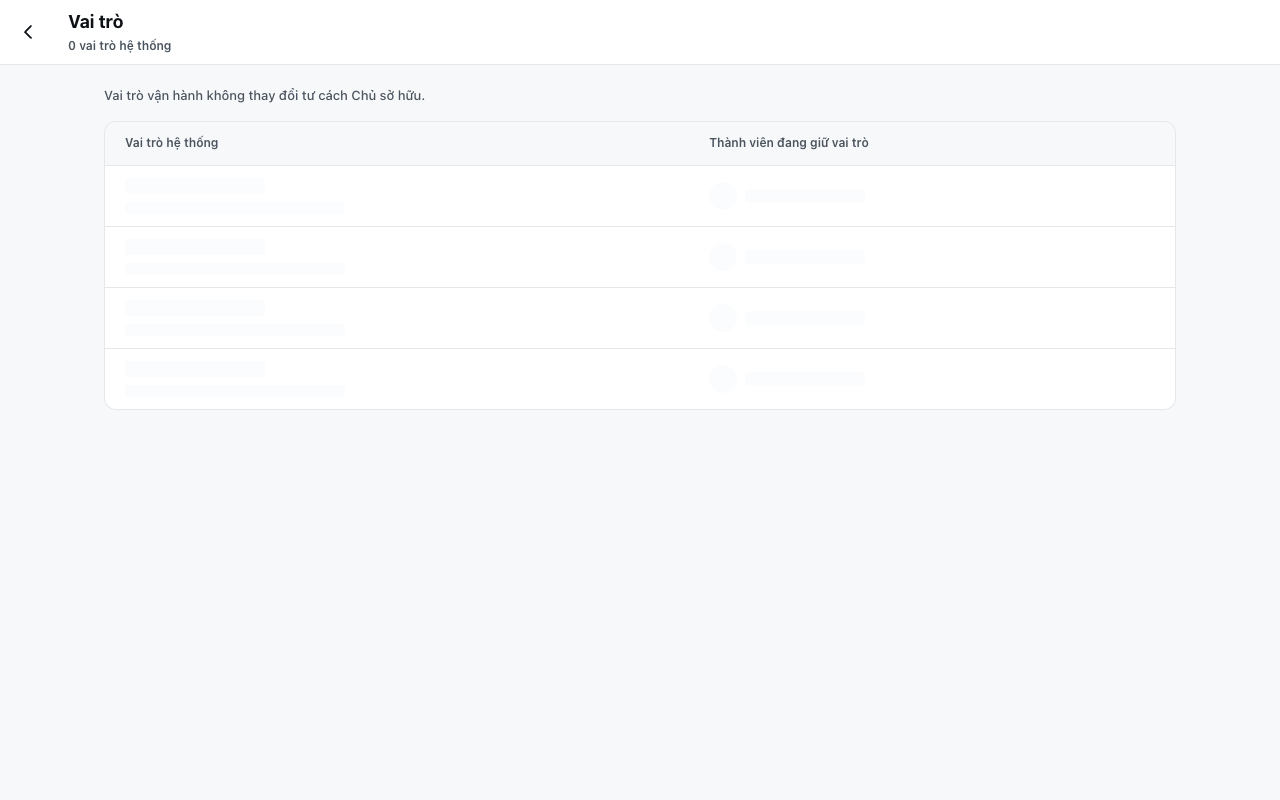 Vai trò
0 vai trò hệ thống
Vai trò vận hành không thay đổi tư cách Chủ sở hữu.
Vai trò hệ thống
Thành viên đang giữ vai trò